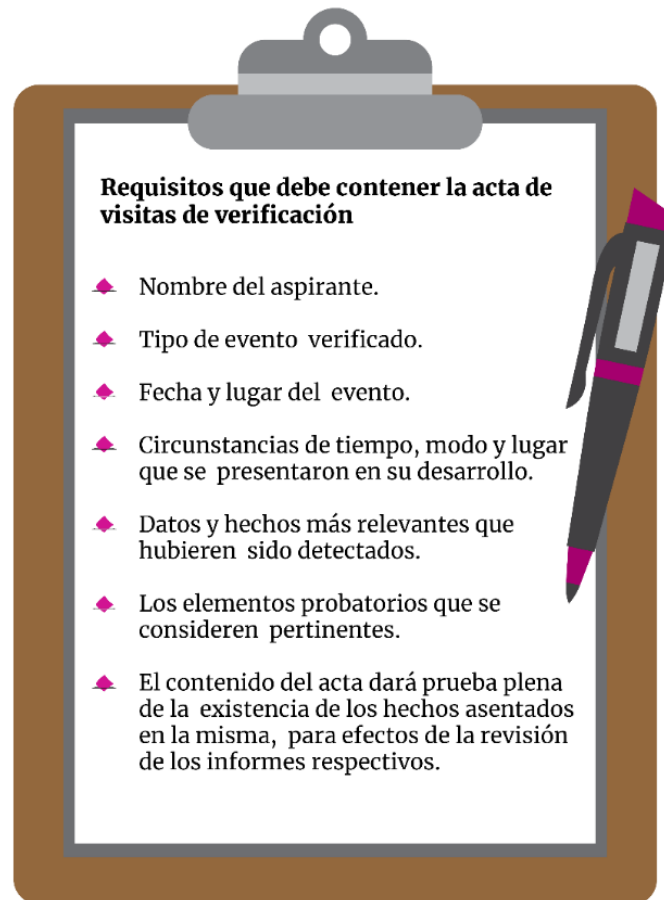 Requisitos que debe contener la acta de
visitas de verificación
Nombre del aspirante.
Tipo de evento verificado.
Fecha y lugar del evento.
Circunstancias de tiempo, modo y lugar
que se presentaron en su desarrollo.
Datos y hechos más relevantes que
hubieren sido detectados.
Los elementos probatorios que se
consideren pertinentes.
El contenido del acta dará prueba plena
de la existencia de los hechos asentados
en la misma, para efectos de la revisión
de los informes respectivos.